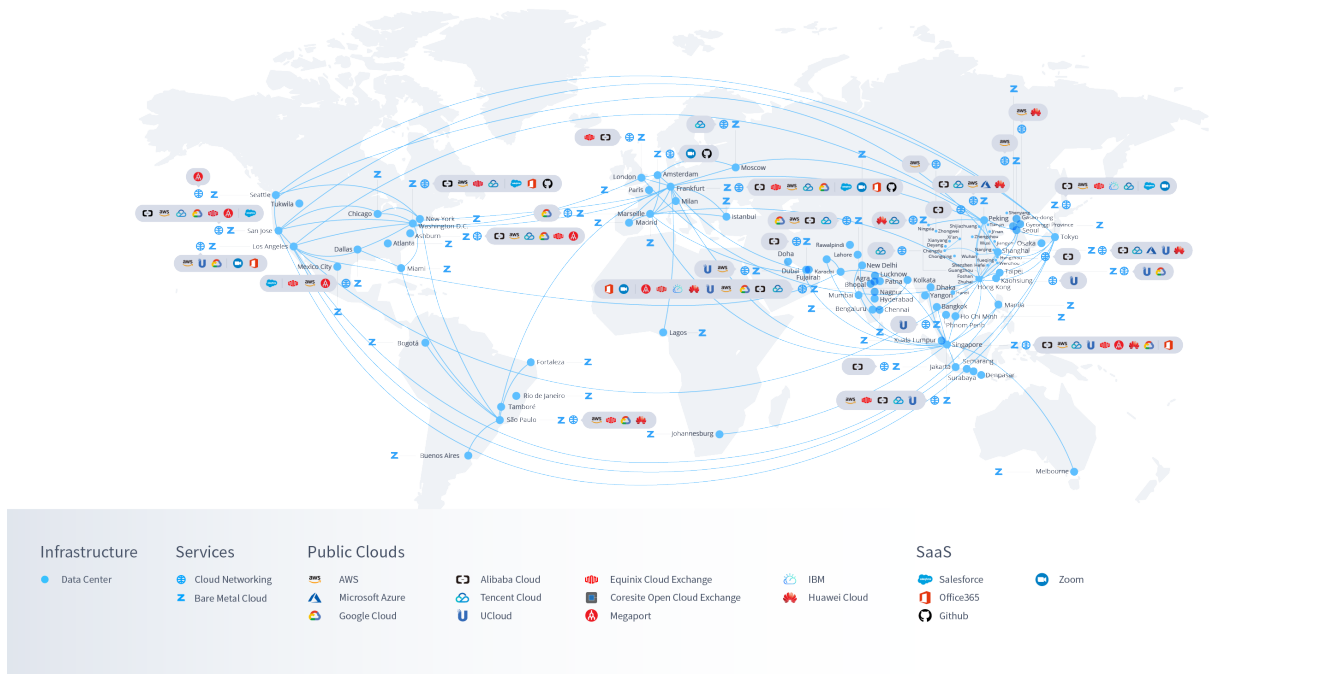 Seattle
Tukwila
San Jose
Los Angeles
Mexico City
Chicago
New York
Washington D.C
Ashburn
Atlanta
Dallas
Miami
Bogotá
Fortaleza
Rio de Janeiro
Tamboré
São Paulo
Buenos Aires
London
Amsterdam
Paris
Frankfurt
Milan
Marseille
Madrid
Moscow
Istanbul
Lagos
Johannesburg
Doha
Dubai
Fujairah
Karachi
Rawalpindi
Lahore
New Delhi
Lucknow
Agra
Patna
Bhopal
Nagpur
Mumbai
Hyderabad
Bengaluru
Chennai
Kolkata
Dhaka
Yangon
Bangkok
Ho Chi Minh
Phnom Penh
Kuala Lumpur
Singapore
Jakarta
Semarang
Surabaya
Denpasar
Manila
Hong Kong
Kaohsiung
Taipei
Shanghai
Peking
Seoul
Osaka
Tokyo
Melbourne
Infrastructure
Data Center
Services
Cloud Networking
Bare Metal Cloud
Public Clouds
AWS
Microsoft Azure
Google Cloud
Alibaba Cloud
Tencent Cloud
UCloud
Equinix Cloud Exchange
Coresite Open Cloud Exchange
Megaport
IBM
Huawei Cloud
SaaS
Salesforce
Office365
Github
Zoom